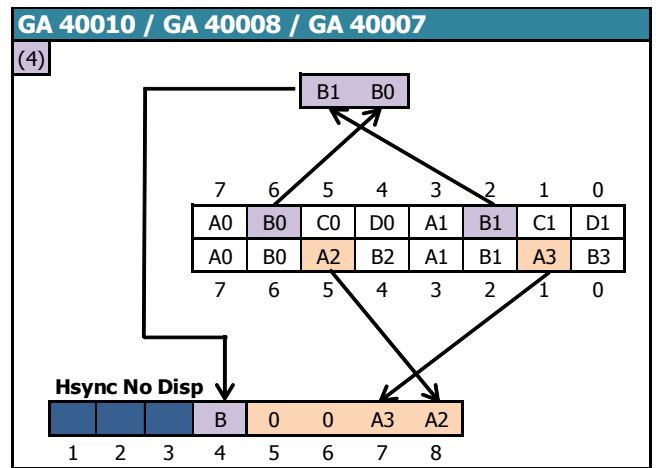 GA 40010 / GA 40008 / GA 40007
(4)
B1 B0
7 6 5 4 3 2 1 0
A0 B0 C0 D0 A1 B1 C1 D1
A0 B0 A2 B2 A1 B1 A3 B3
7 6 5 4 3 2 1 0
Hsync No Disp
B 0 0 A3 A2
1 2 3 4 5 6 7 8